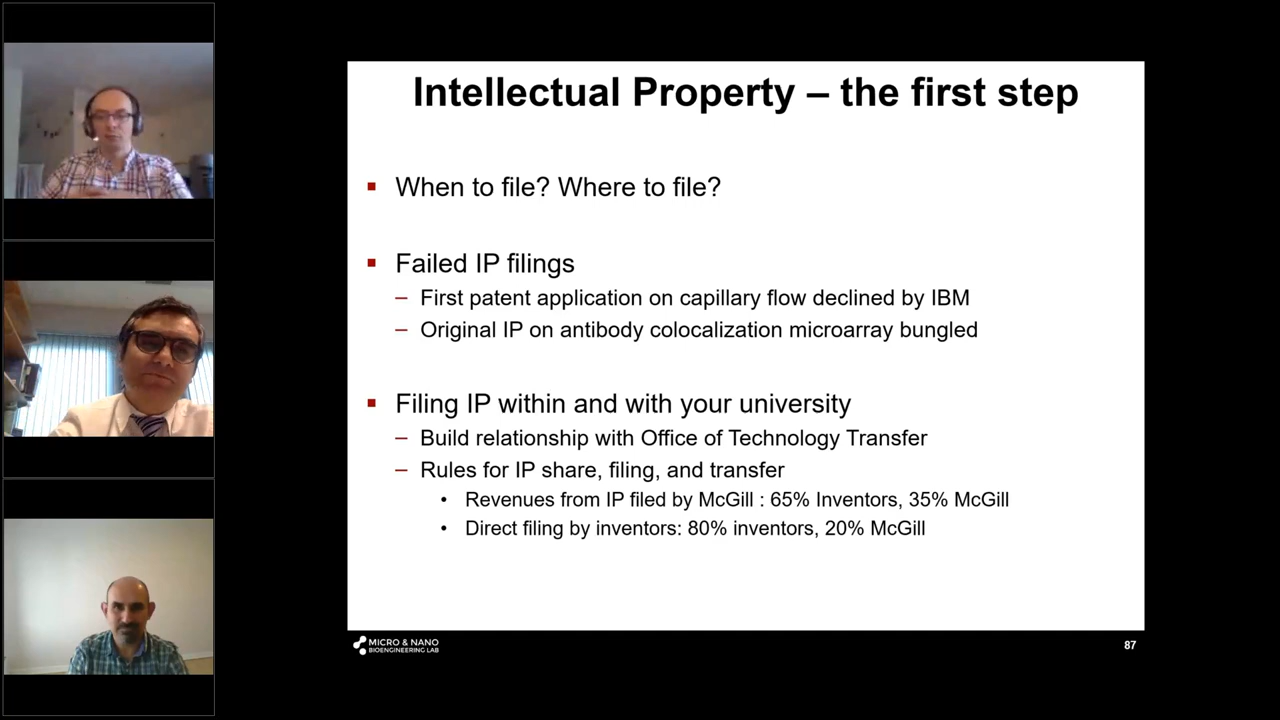 Intellectual Property – the first step
▪ When to file? Where to file?
▪ Failed IP filings
– First patent application on capillary flow declined by IBM
– Original IP on antibody colocalization microarray bungled
▪ Filing IP within and with your university
– Build relationship with Office of Technology Transfer
– Rules for IP share, filing, and transfer
• Revenues from IP filed by McGill : 65% Inventors, 35% McGill
• Direct filing by inventors: 80% inventors, 20% McGill
MICRO & NANO
BIOENGINEERING LAB
87